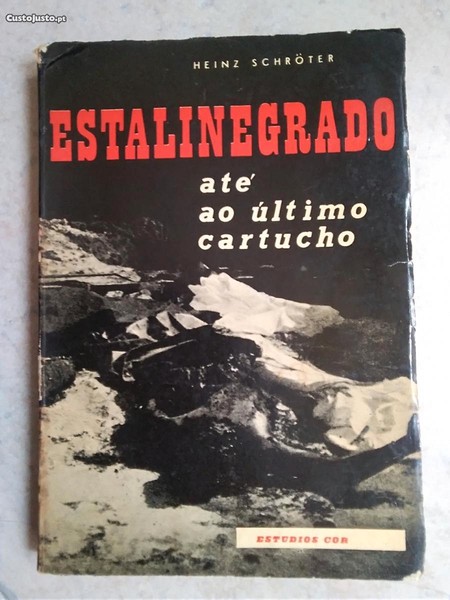 CustoJusto.pt
HEINZ SCHRÖTER
ESTALINEGRADO
até
ao último
cartucho
ESTUDIOS COR